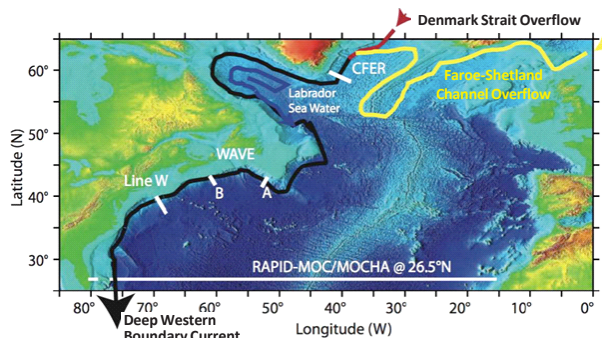 Denmark Strait Overflow
60°
CFER
Faroe-Shetland
Channel Overflow
Labrador
Sea Water
50°
WAVE
Line W
B
A
40°
30°
RAPID-MOC/MOCHA @ 26.5°N
80°
70°
60°
50°
40°
30°
20°
10°
0°
Latitude (N)
Longitude (W)
Deep Western
Boundary Current